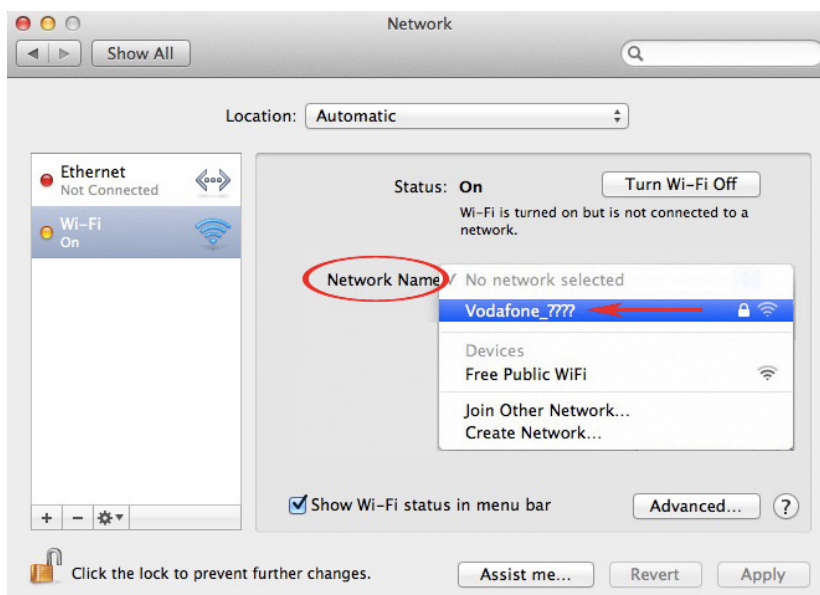 Network
Show All
Location: Automatic
Ethernet
Not Connected
Wi-Fi
On
Status: On
Turn Wi-Fi Off
Wi-Fi is turned on but is not connected to a
network.
Network Name
✓ No network selected
Vodafone_????
Devices
Free Public WiFi
Join Other Network...
Create Network...
Show Wi-Fi status in menu bar
Advanced...
?
+ -
Click the lock to prevent further changes.
Assist me...
Revert
Apply